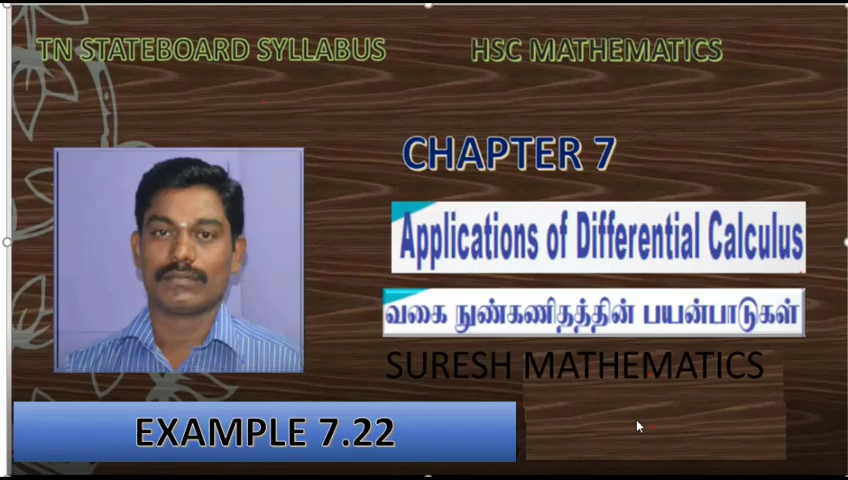 TN STATEBOARD SYLLABUS
HSC MATHEMATICS
CHAPTER 7
Applications of Differential Calculus
வகை நுண்கணிதத்தின் பயன்பாடுகள்
SURESH MATHEMATICS
EXAMPLE 7.22